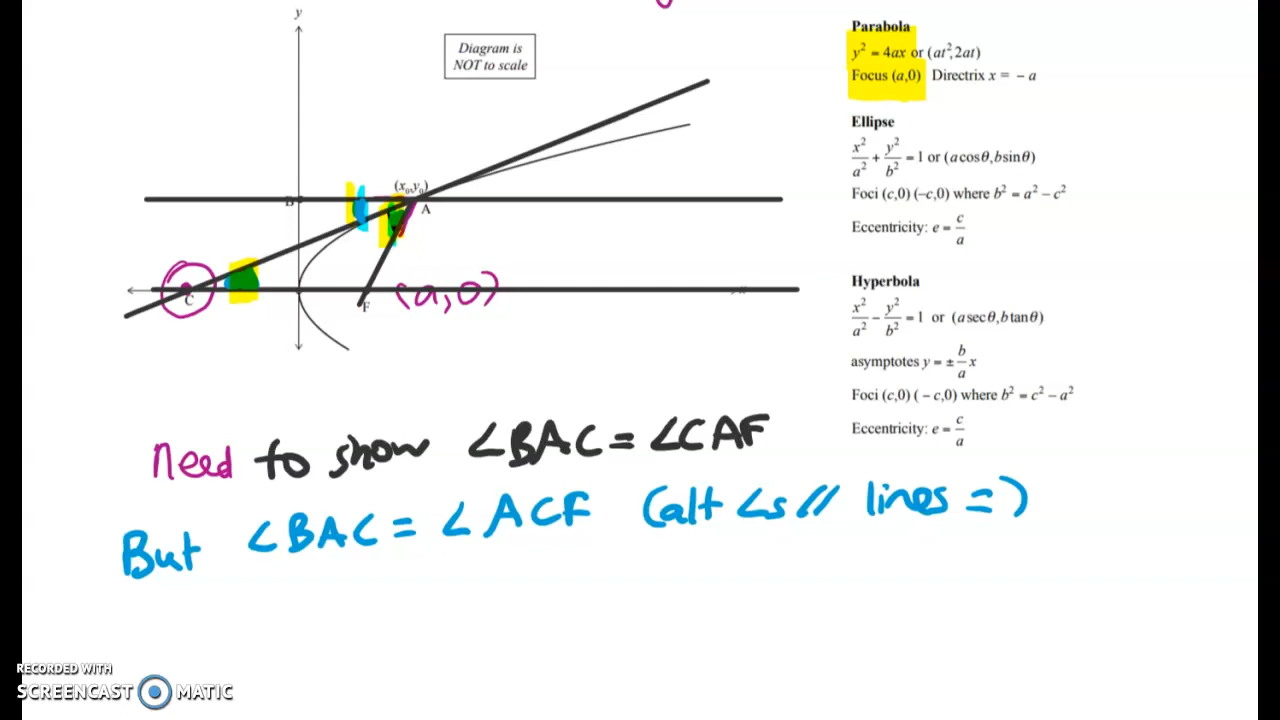 y
Diagram is
NOT to scale
(x₀,y₀)
B
A
C
F
(a,0)
Parabola
y² = 4ax or (at²,2at)
Focus (a,0) Directrix x = − a
Ellipse
x²/a² + y²/b² = 1 or (a cosθ, b sinθ)
Foci (c,0) (−c,0) where b² = a² − c²
Eccentricity: e = c/a
Hyperbola
x²/a² − y²/b² = 1 or (a secθ, b tanθ)
asymptotes y = ± b/a x
Foci (c,0) ( − c,0) where b² = c² − a²
Eccentricity: e = c/a
need to show ∠BAC = ∠CAF
But ∠BAC = ∠ACF (alt ∠s // lines =)
RECORDED WITH
SCREENCAST MATIC